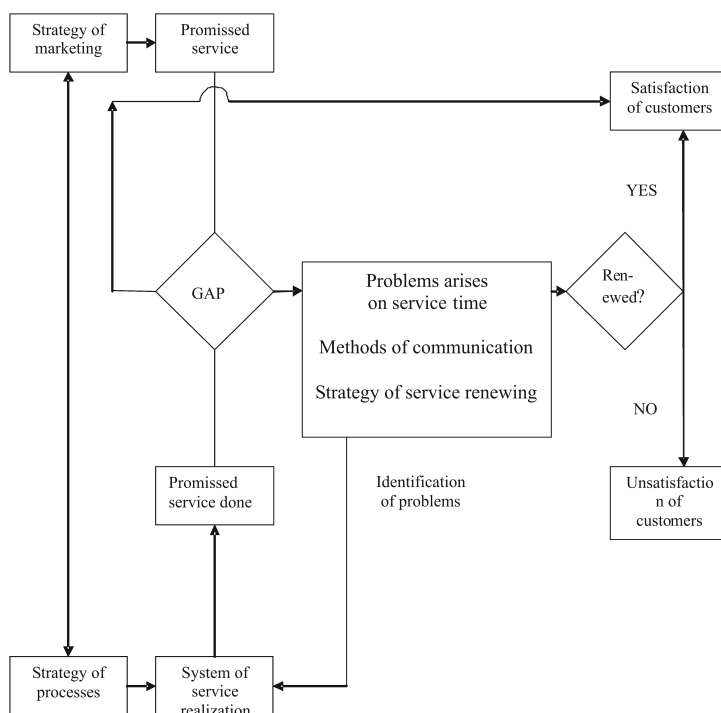 Strategy of
marketing
Promissed
service
Satisfaction
of customers
YES
GAP
Problems arises
on service time
Methods of communication
Strategy of service renewing
Ren-
ewed?
NO
Promissed
service done
Identification
of problems
Unsatisfactio
n of
customers
Strategy of
processes
System of
service
realization